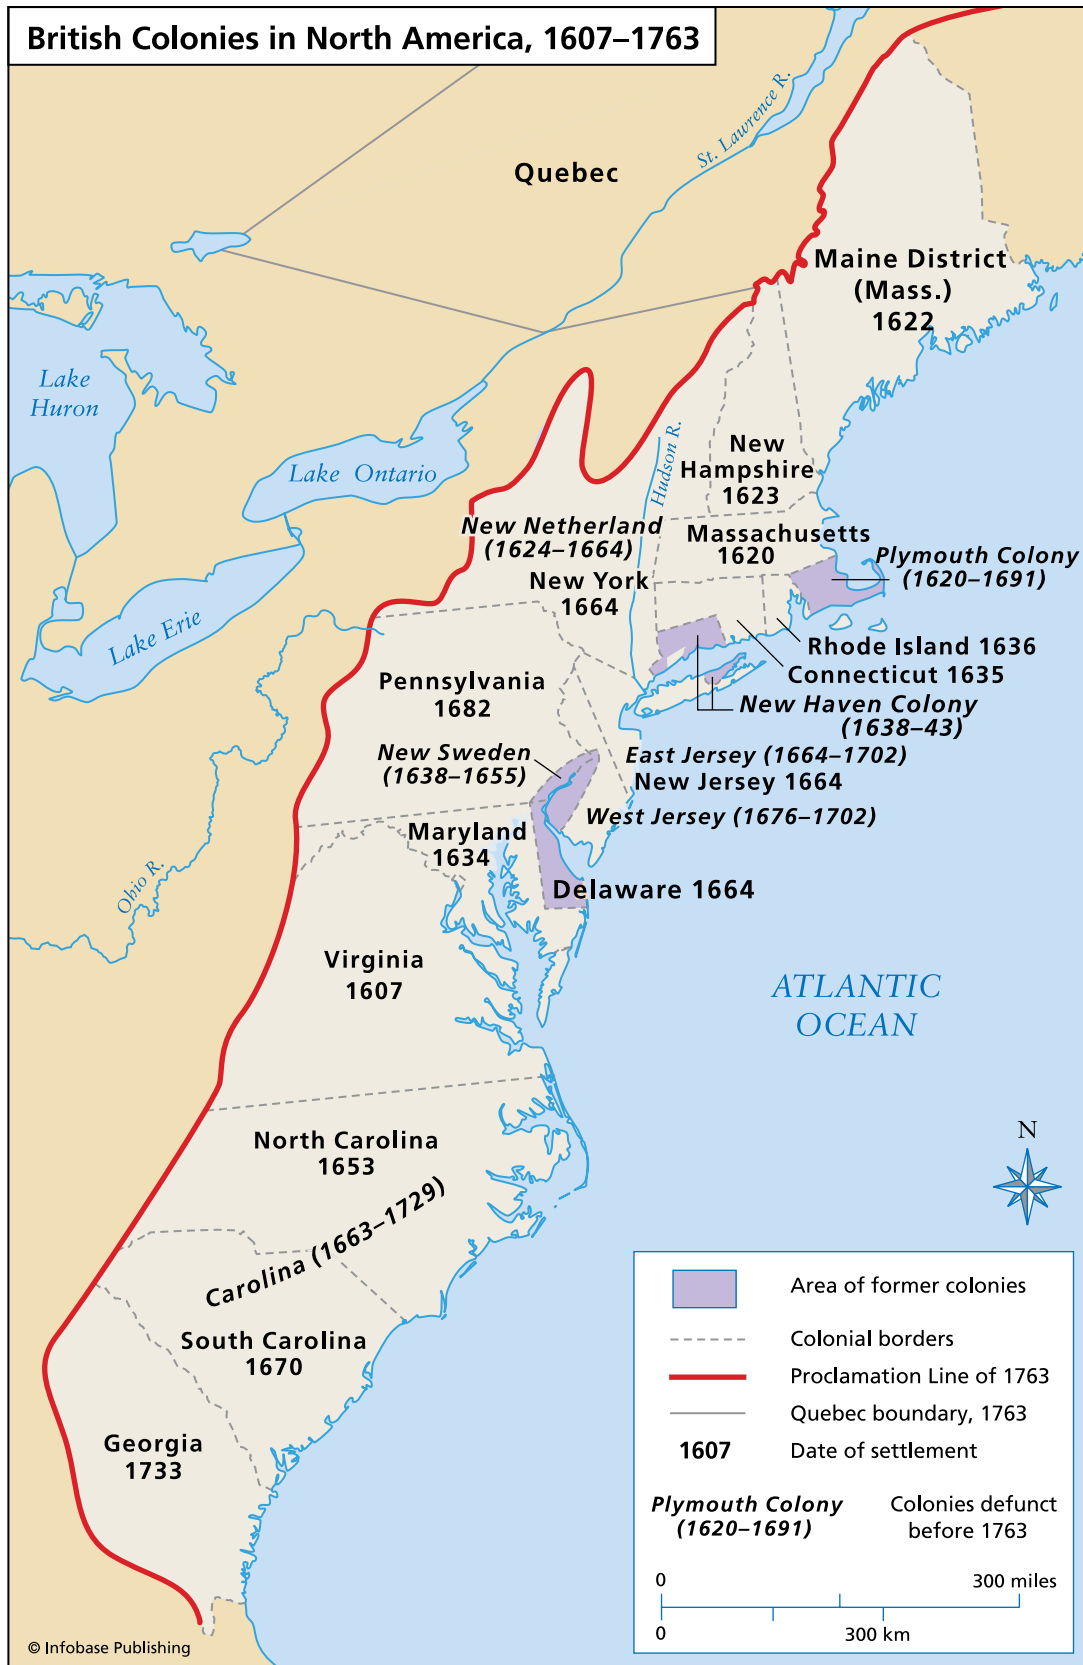 British Colonies in North America, 1607–1763
St. Lawrence R.
Quebec
Maine District
(Mass.)
1622
Lake
Huron
Lake Ontario
Hudson R.
New
Hampshire
1623
New Netherland
(1624–1664)
Massachusetts
1620
Plymouth Colony
(1620–1691)
New York
1664
Lake Erie
Rhode Island 1636
Connecticut 1635
New Haven Colony
(1638–43)
Pennsylvania
1682
New Sweden
(1638–1655)
East Jersey (1664–1702)
New Jersey 1664
West Jersey (1676–1702)
Maryland
1634
Ohio R.
Delaware 1664
Virginia
1607
ATLANTIC
OCEAN
North Carolina
1653
N
Carolina (1663–1729)
South Carolina
1670
Georgia
1733
Area of former colonies
Colonial borders
Proclamation Line of 1763
Quebec boundary, 1763
1607 Date of settlement
Plymouth Colony Colonies defunct
(1620–1691) before 1763
0 300 miles
0 300 km
© Infobase Publishing